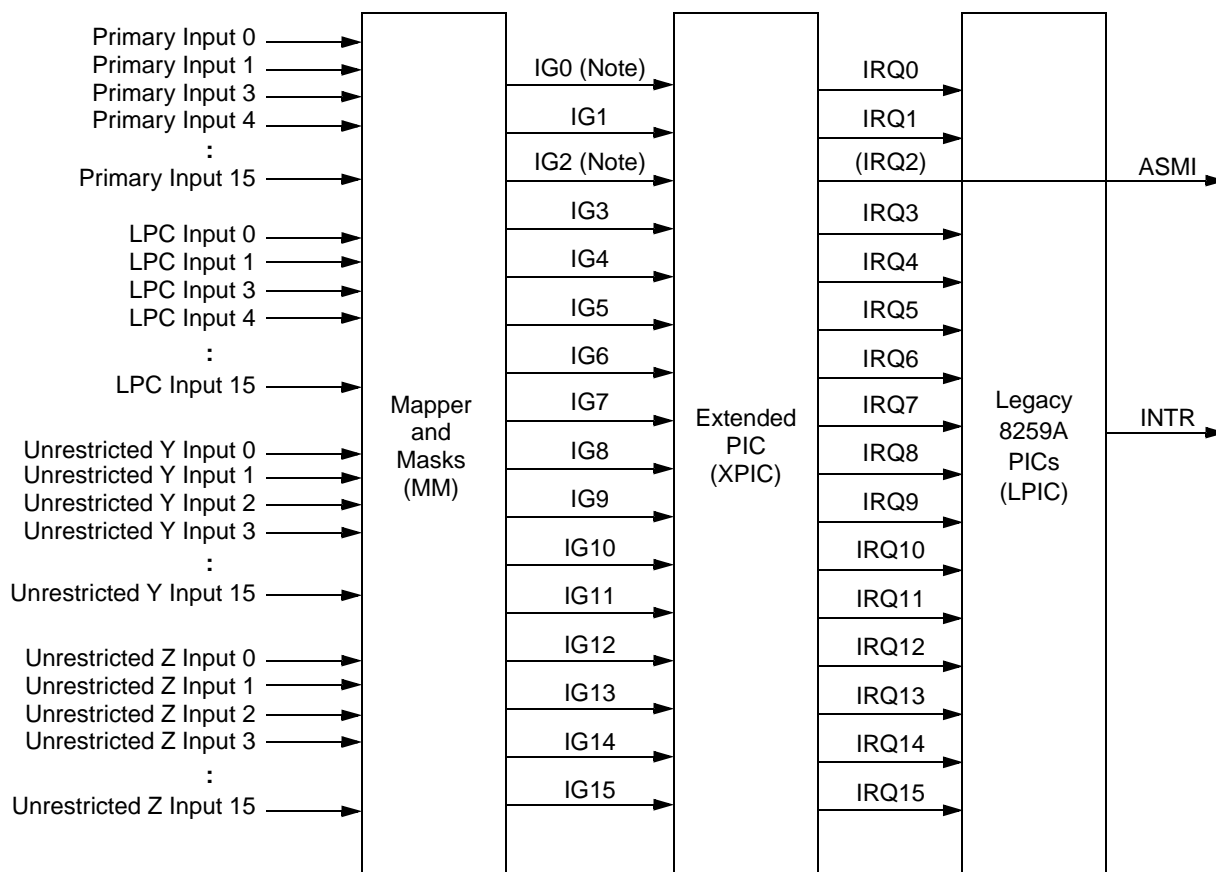 Primary Input 0
Primary Input 1
Primary Input 3
Primary Input 4
:
Primary Input 15
LPC Input 0
LPC Input 1
LPC Input 3
LPC Input 4
:
LPC Input 15
Unrestricted Y Input 0
Unrestricted Y Input 1
Unrestricted Y Input 2
Unrestricted Y Input 3
:
Unrestricted Y Input 15
Unrestricted Z Input 0
Unrestricted Z Input 1
Unrestricted Z Input 2
Unrestricted Z Input 3
:
Unrestricted Z Input 15
Mapper
and
Masks
(MM)
IG0 (Note)
IG1
IG2 (Note)
IG3
IG4
IG5
IG6
IG7
IG8
IG9
IG10
IG11
IG12
IG13
IG14
IG15
Extended
PIC
(XPIC)
IRQ0
IRQ1
(IRQ2)
IRQ3
IRQ4
IRQ5
IRQ6
IRQ7
IRQ8
IRQ9
IRQ10
IRQ11
IRQ12
IRQ13
IRQ14
IRQ15
Legacy
8259A
PICs
(LPIC)
ASMI
INTR